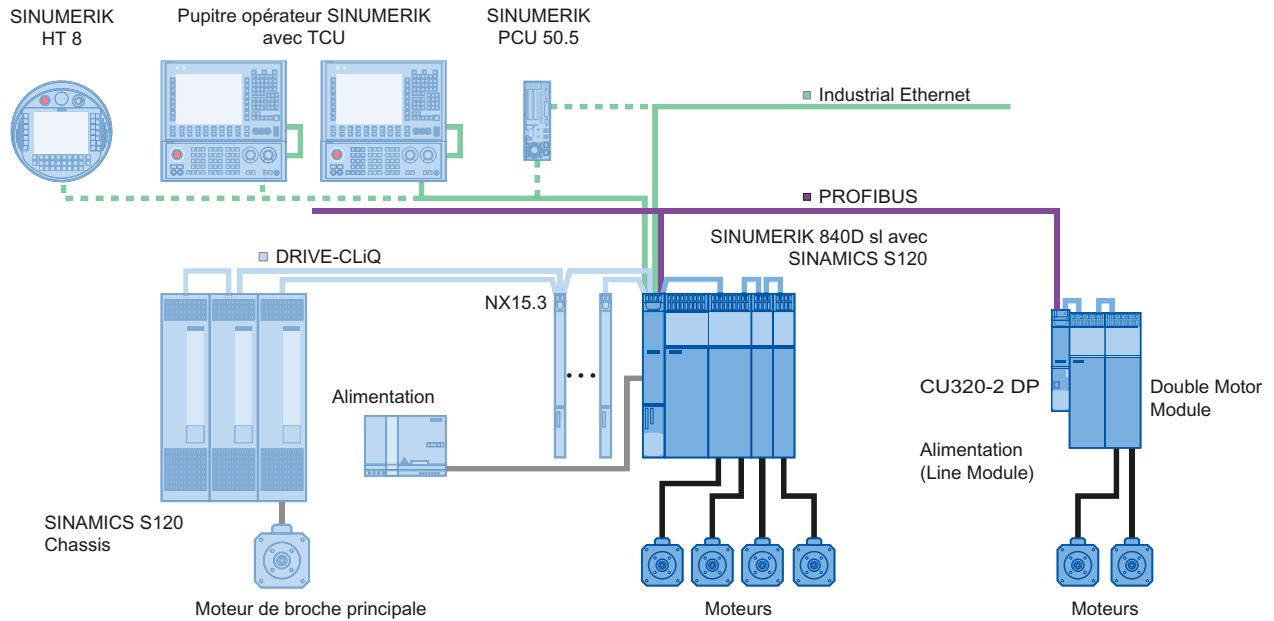 SINUMERIK
HT 8
Pupitre opérateur SINUMERIK
avec TCU
SINUMERIK
PCU 50.5
Industrial Ethernet
PROFIBUS
SINUMERIK 840D sl avec
SINAMICS S120
DRIVE-CLiQ
NX15.3
Alimentation
CU320-2 DP
Double Motor
Module
Alimentation
(Line Module)
SINAMICS S120
Chassis
Moteur de broche principale
Moteurs
Moteurs